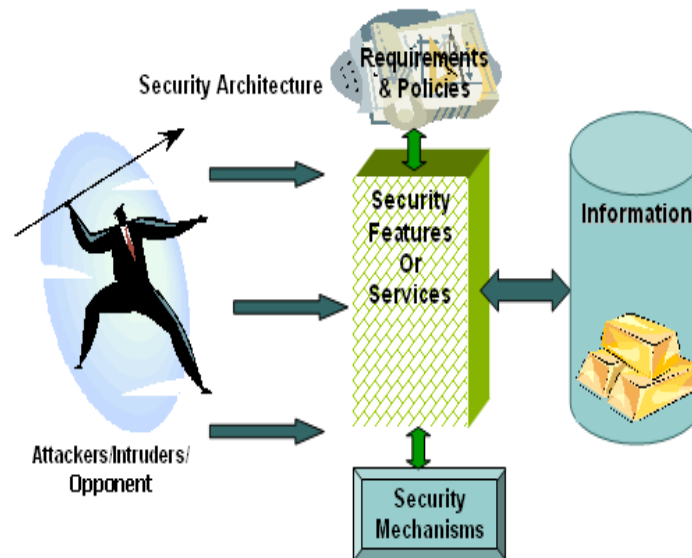 Security Architecture
Requirements
& Policies
Security
Features
Or
Services
Information
Attackers/Intruders/
Opponent
Security
Mechanisms